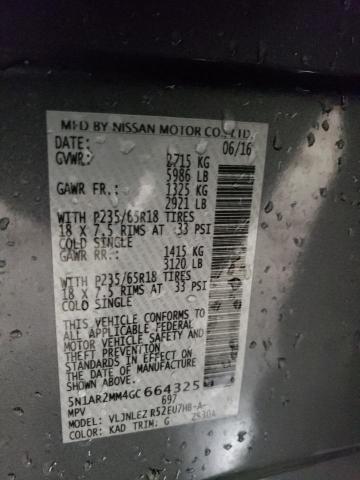 MFD BY NISSAN MOTOR CO., LTD.
DATE: 06/16
GVWR: 2715 KG
5986 LB
GAWR FR.: 1325 KG
2921 LB
WITH P235/65R18 TIRES
18 X 7.5 RIMS AT 33 PSI
COLD SINGLE
GAWR RR.: 1415 KG
3120 LB
WITH P235/65R18 TIRES
18 X 7.5 RIMS AT 33 PSI
COLD SINGLE
THIS VEHICLE CONFORMS TO
ALL APPLICABLE FEDERAL
MOTOR VEHICLE SAFETY AND
THEFT PREVENTION
STANDARDS IN EFFECT ON
THE DATE OF MANUFACTURE
SHOWN ABOVE.
5N1AR2MM4GC664325
MPV 697
MODEL: VLJNLEZ R52EU7HB-A-
COLOR: KAD TRIM: G 2530A